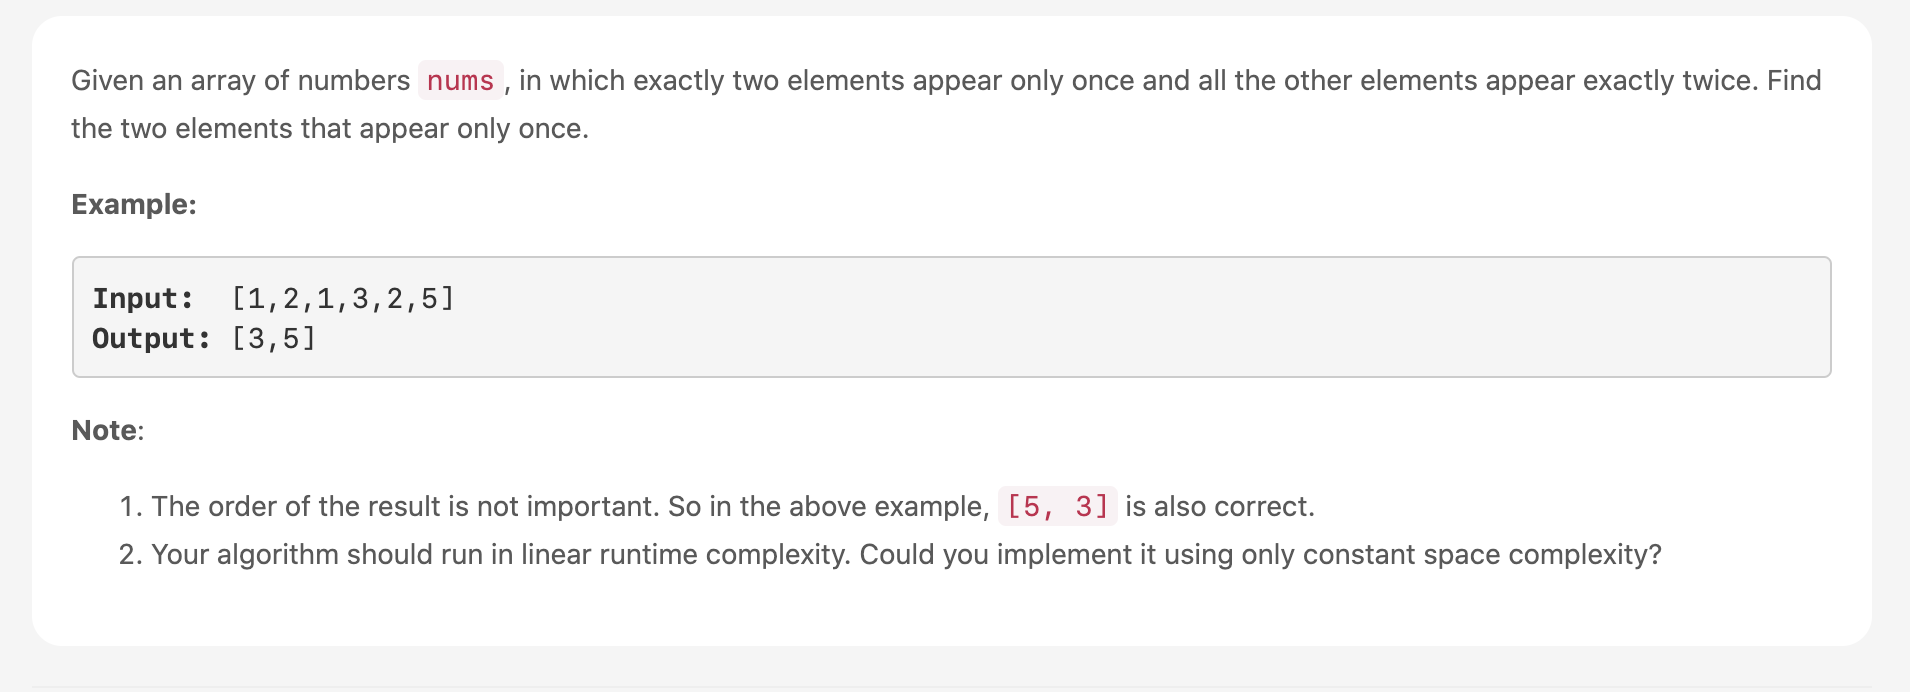 Given an array of numbers nums, in which exactly two elements appear only once and all the other elements appear exactly twice. Find
the two elements that appear only once.
Example:
Input:  [1,2,1,3,2,5]
Output: [3,5]
Note:
1. The order of the result is not important. So in the above example, [5, 3] is also correct.
2. Your algorithm should run in linear runtime complexity. Could you implement it using only constant space complexity?